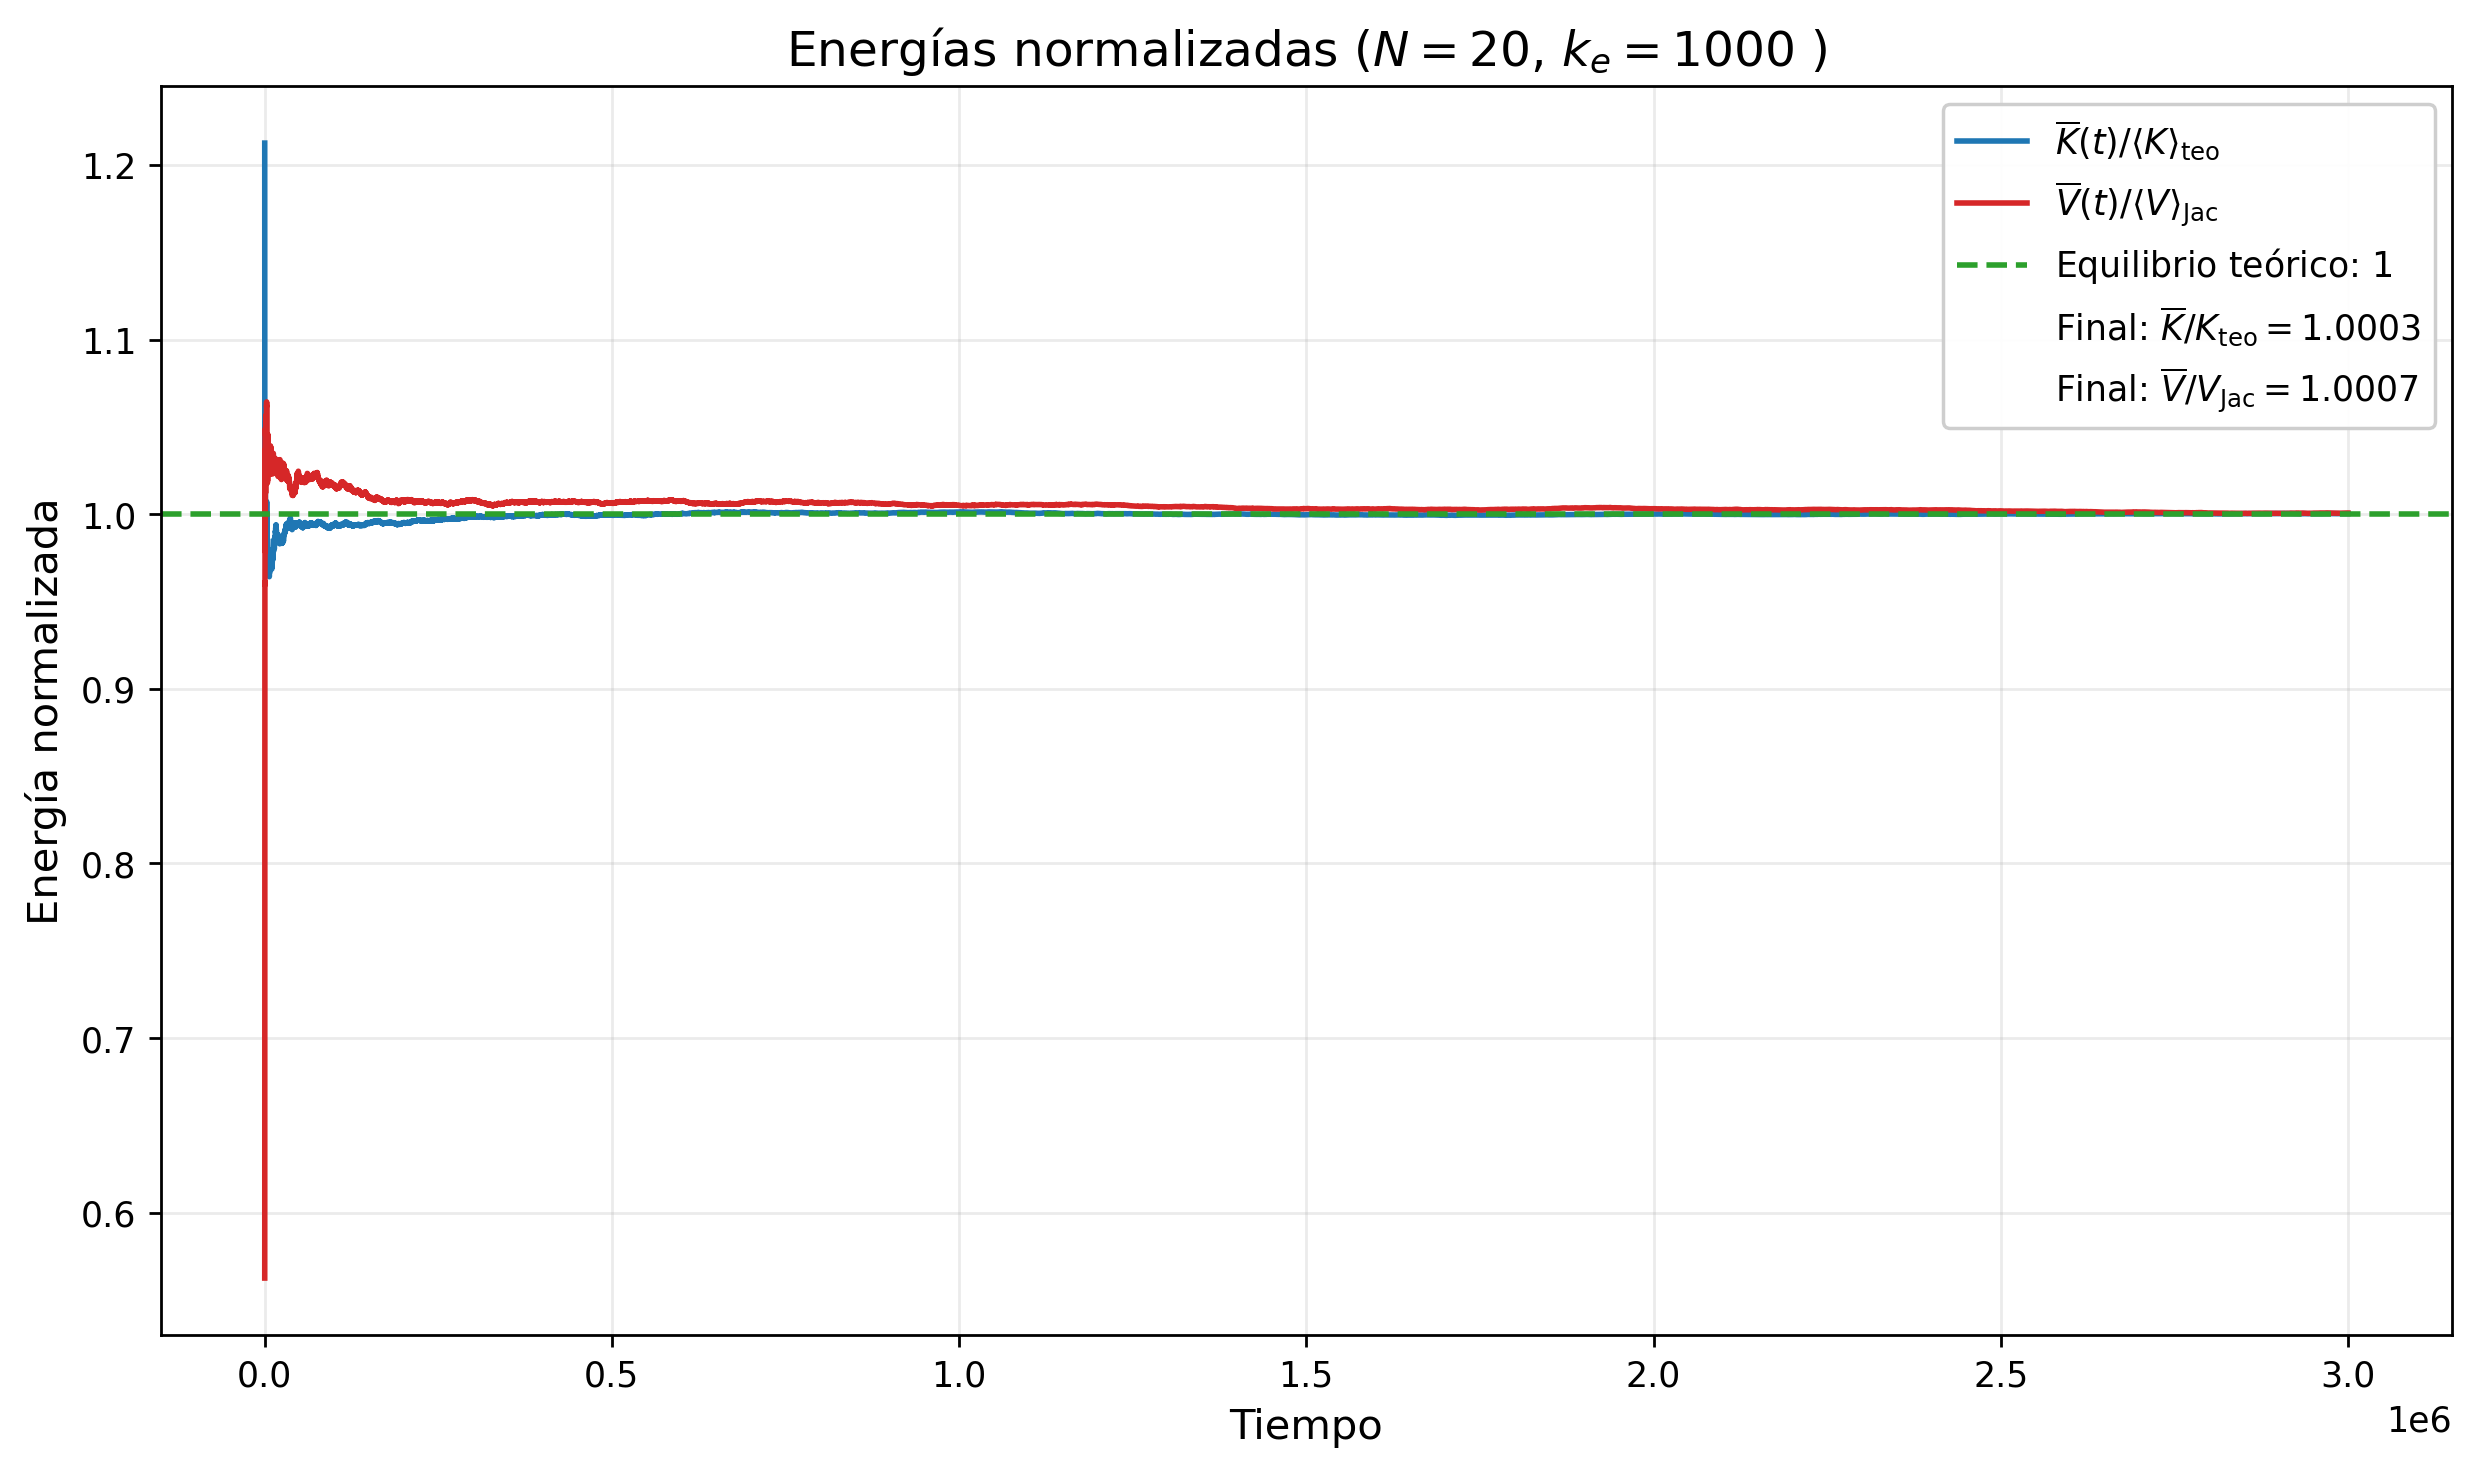 Energías normalizadas (N = 20, kₑ = 1000 )
K̅(t)/⟨K⟩teo
V̅(t)/⟨V⟩Jac
Equilibrio teórico: 1
Final: K̅/Kteo = 1.0003
Final: V̅/VJac = 1.0007
Energía normalizada
1.2
1.1
1.0
0.9
0.8
0.7
0.6
0.0 0.5 1.0 1.5 2.0 2.5 3.0
1e6
Tiempo